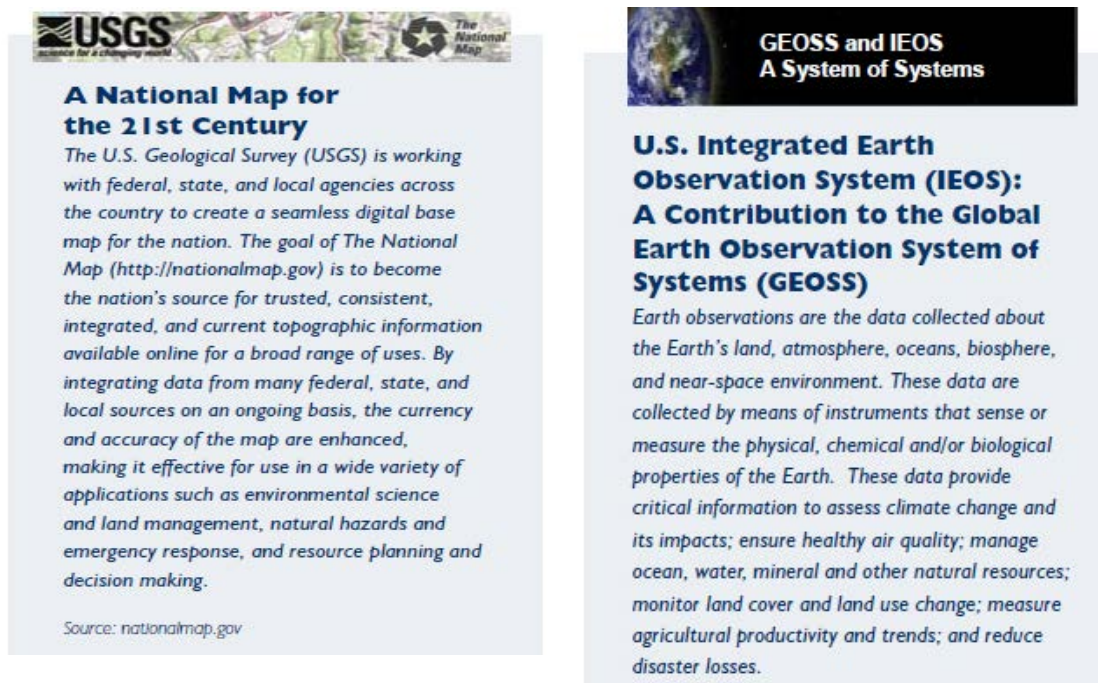 USGS
science for a changing world
The
National
Map
A National Map for
the 21st Century
The U.S. Geological Survey (USGS) is working
with federal, state, and local agencies across
the country to create a seamless digital base
map for the nation. The goal of The National
Map (http://nationalmap.gov) is to become
the nation's source for trusted, consistent,
integrated, and current topographic information
available online for a broad range of uses. By
integrating data from many federal, state, and
local sources on an ongoing basis, the currency
and accuracy of the map are enhanced,
making it effective for use in a wide variety of
applications such as environmental science
and land management, natural hazards and
emergency response, and resource planning and
decision making.
Source: nationalmap.gov
GEOSS and IEOS
A System of Systems
U.S. Integrated Earth
Observation System (IEOS):
A Contribution to the Global
Earth Observation System of
Systems (GEOSS)
Earth observations are the data collected about
the Earth's land, atmosphere, oceans, biosphere,
and near-space environment. These data are
collected by means of instruments that sense or
measure the physical, chemical and/or biological
properties of the Earth.  These data provide
critical information to assess climate change and
its impacts; ensure healthy air quality; manage
ocean, water, mineral and other natural resources;
monitor land cover and land use change; measure
agricultural productivity and trends; and reduce
disaster losses.